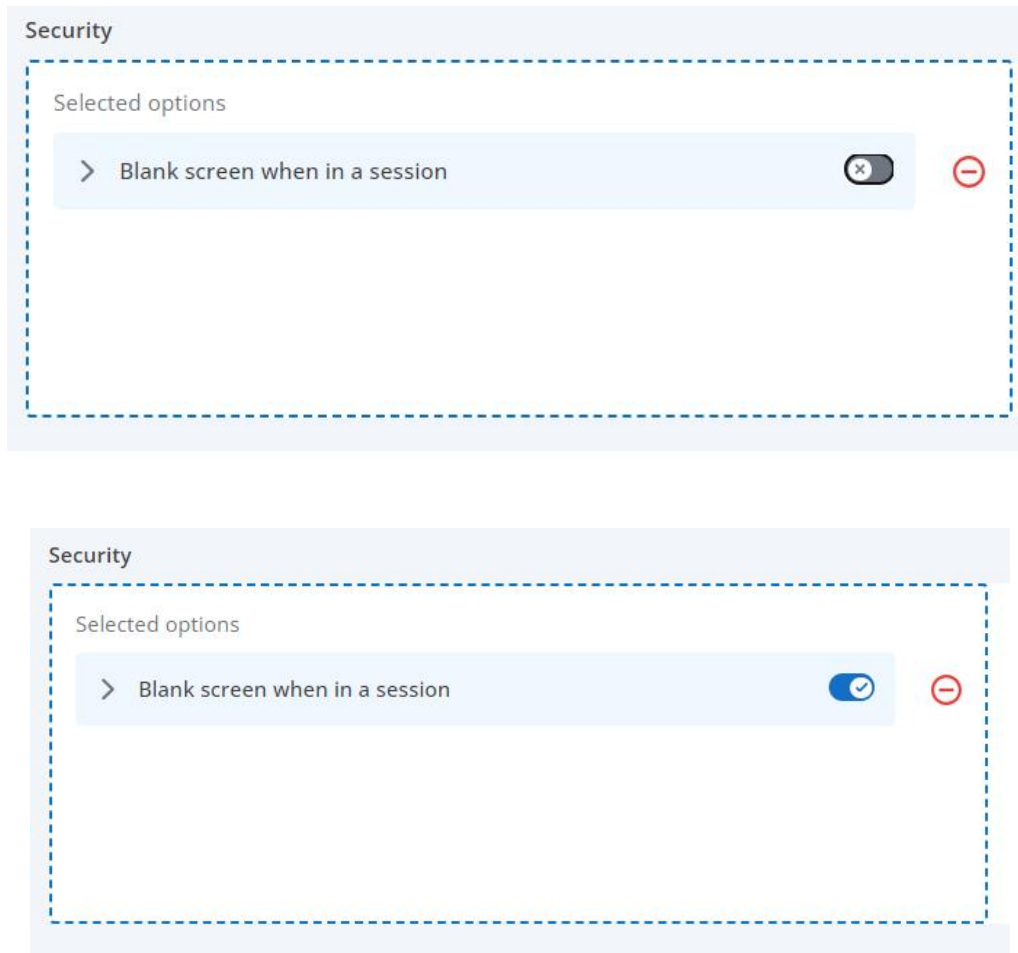 Security
Selected options
Blank screen when in a session
Security
Selected options
Blank screen when in a session